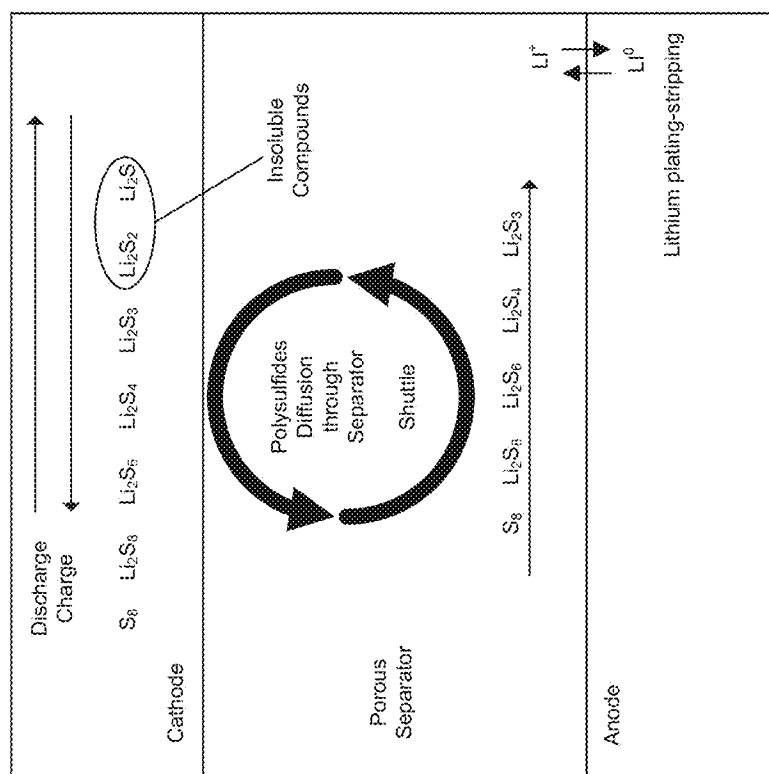 Discharge
Charge
S₈ Li₂S₈ Li₂S₆ Li₂S₄ Li₂S₃ Li₂S₂ Li₂S
Insoluble
Compounds
Cathode
Polysulfides
Diffusion
through
Separator
Shuttle
Porous
Separator
S₈ Li₂S₈ Li₂S₆ Li₂S₄ Li₂S₃
Li⁺
Li⁰
Anode
Lithium plating-stripping